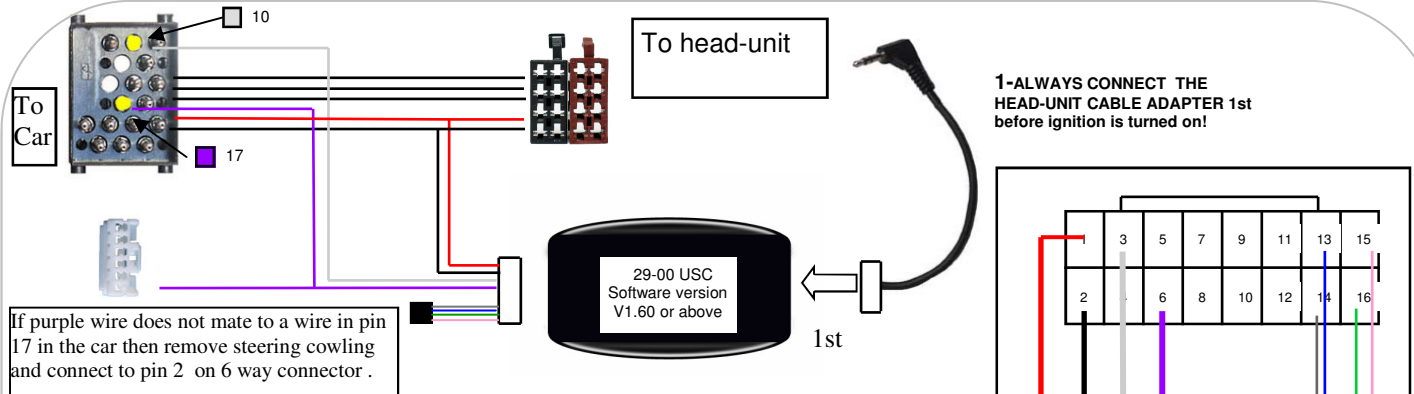 10
To head-unit
1-ALWAYS CONNECT THE
HEAD-UNIT CABLE ADAPTER 1st
before ignition is turned on!
To
Car
17
29-00 USC
Software version
V1.60 or above
1st
If purple wire does not mate to a wire in pin
17 in the car then remove steering cowling
and connect to pin 2 on 6 way connector .
1 3 5 7 9 11 13 15
2 4 6 8 10 12 14 16